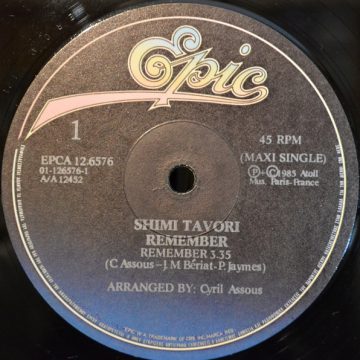 Epic
1
45 RPM
EPCA 12.6576
(MAXI SINGLE)
01-126576-1
Ⓟ+Ⓒ1985 Atoll
A/A 12452
Mus. Paris-France
SHIMI TAVORI
REMEMBER
REMEMBER 3.35
(C Assous-J.M Bériat-P.Jaymes)
ARRANGED BY: Cyril Assous